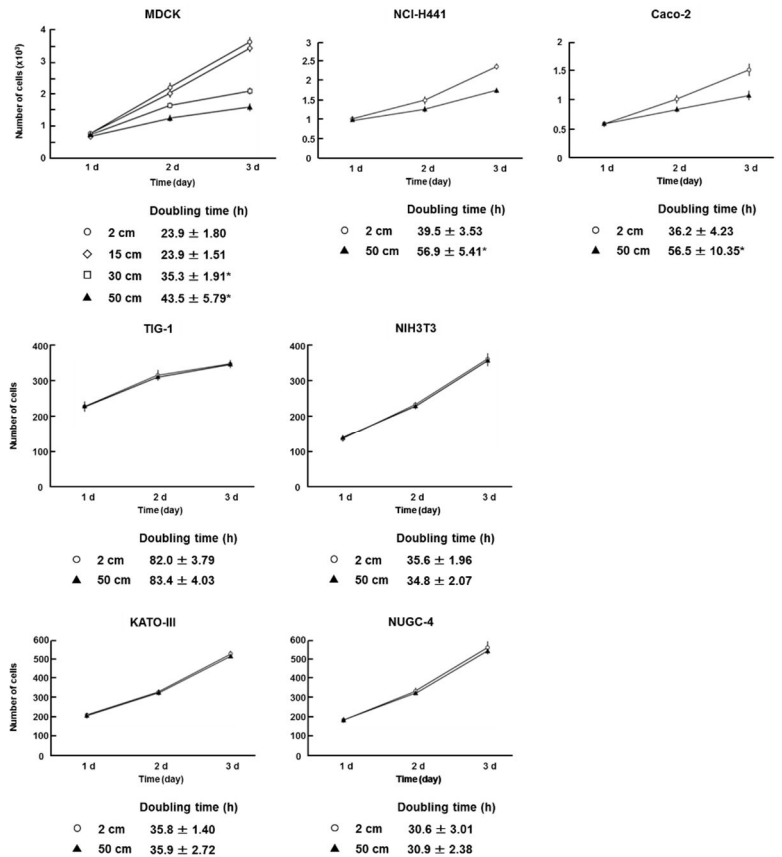 MDCK
NCI-H441
Caco-2
Number of cells (x10³)
4
3
2
1
0
1 d
2 d
3 d
Time (day)
3
2.5
2
1.5
1
0.5
0
1 d
2 d
3 d
Time (day)
2
1.5
1
0.5
0
1 d
2 d
3 d
Time (day)
Doubling time (h)
2 cm 23.9 ± 1.80
15 cm 23.9 ± 1.51
30 cm 35.3 ± 1.91*
50 cm 43.5 ± 5.79*
Doubling time (h)
2 cm 39.5 ± 3.53
50 cm 56.9 ± 5.41*
Doubling time (h)
2 cm 36.2 ± 4.23
50 cm 56.5 ± 10.35*
TIG-1
NIH3T3
Number of cells
400
300
200
100
0
1 d
2 d
3 d
Time (day)
400
300
200
100
0
1 d
2 d
3 d
Time (day)
Doubling time (h)
2 cm 82.0 ± 3.79
50 cm 83.4 ± 4.03
Doubling time (h)
2 cm 35.6 ± 1.96
50 cm 34.8 ± 2.07
KATO-III
NUGC-4
Number of cells
600
500
400
300
200
100
0
1 d
2 d
3 d
Time (day)
600
500
400
300
200
100
0
1 d
2 d
3 d
Time (day)
Doubling time (h)
2 cm 35.8 ± 1.40
50 cm 35.9 ± 2.72
Doubling time (h)
2 cm 30.6 ± 3.01
50 cm 30.9 ± 2.38